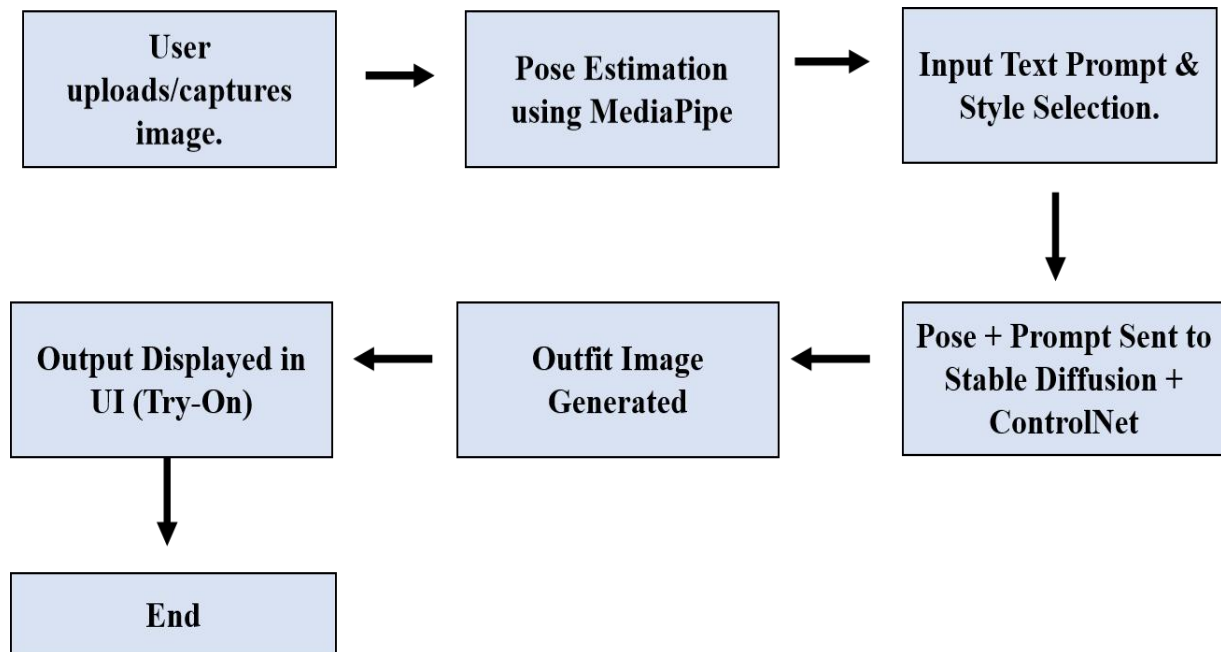 User
uploads/captures
image.
Pose Estimation
using MediaPipe
Input Text Prompt &
Style Selection.
Pose + Prompt Sent to
Stable Diffusion +
ControlNet
Outfit Image
Generated
Output Displayed in
UI (Try-On)
End